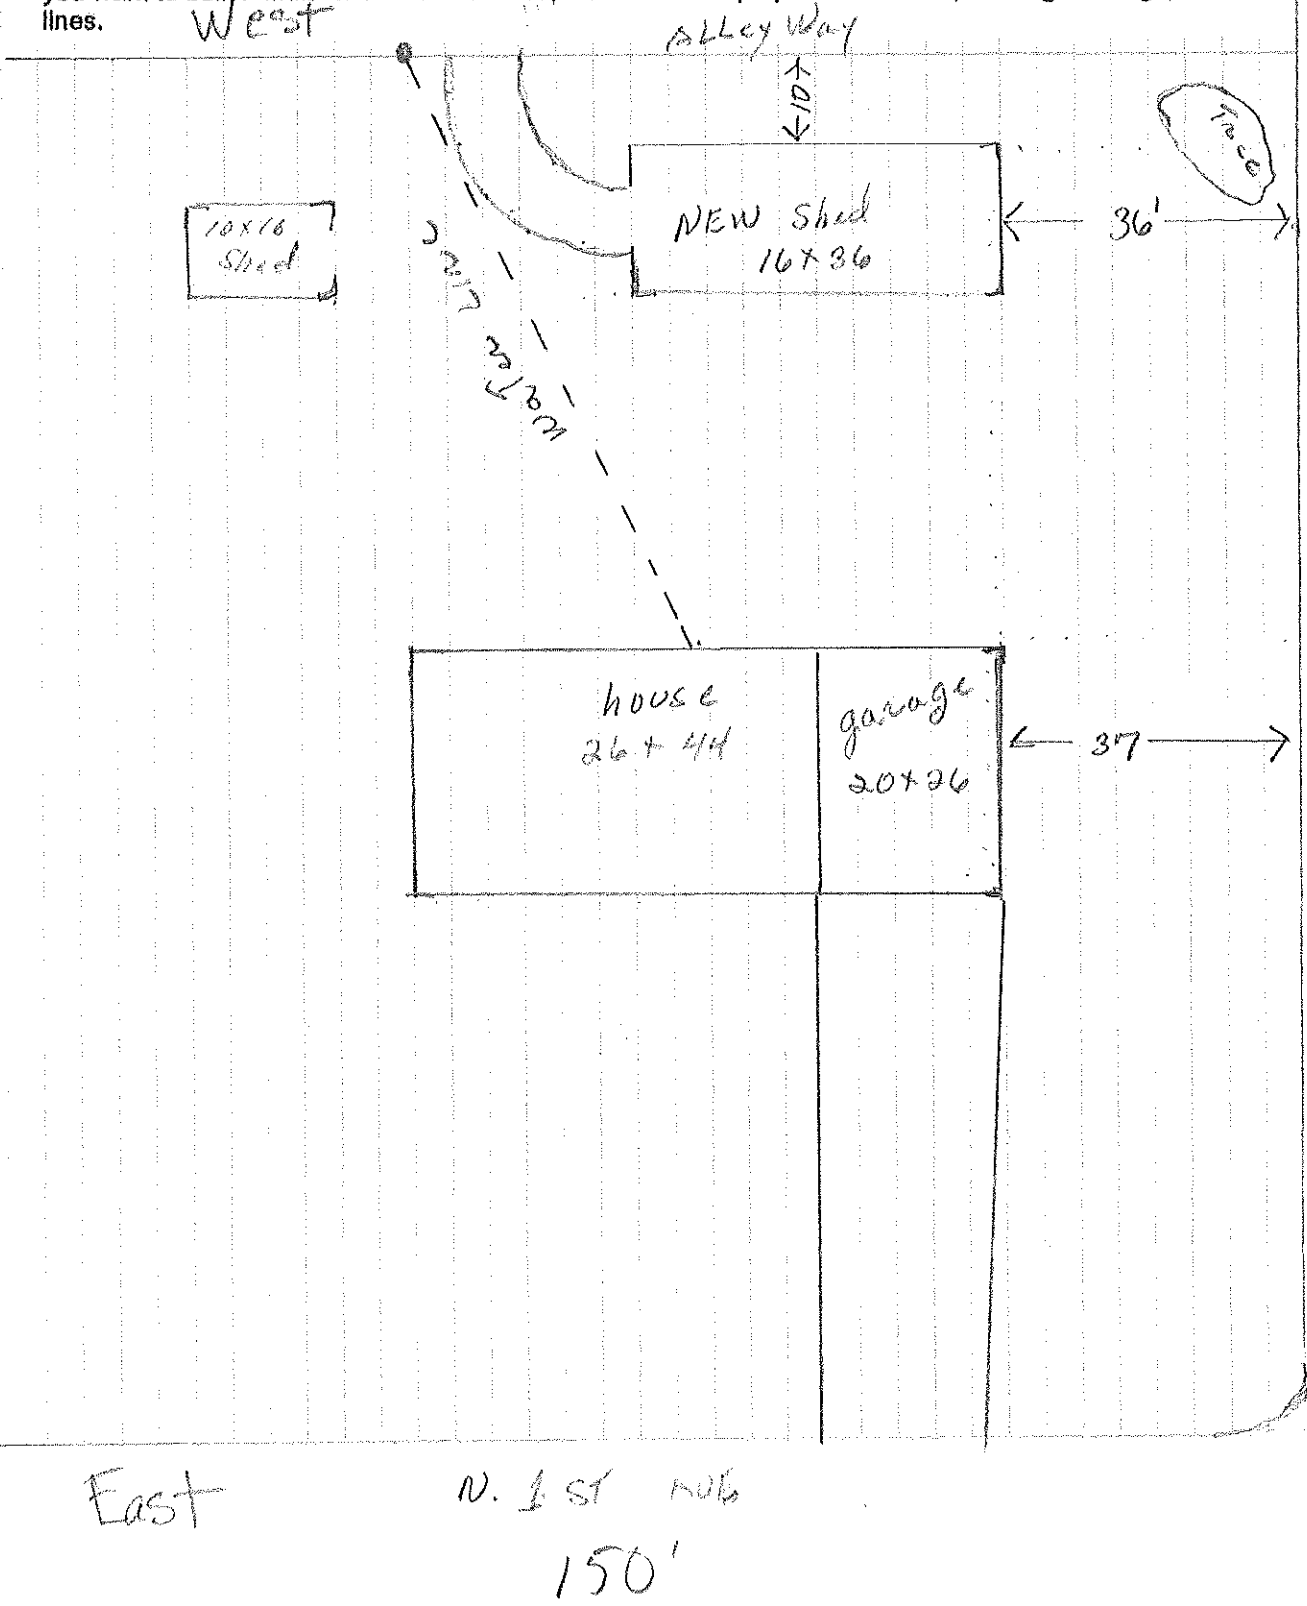 lines.
West
ALLey Way
10
Tree
10x16
Shed
NEW Shed
16x36
36'
house
26x44
garage
20x26
37
East
N. 1 ST AVE
150'